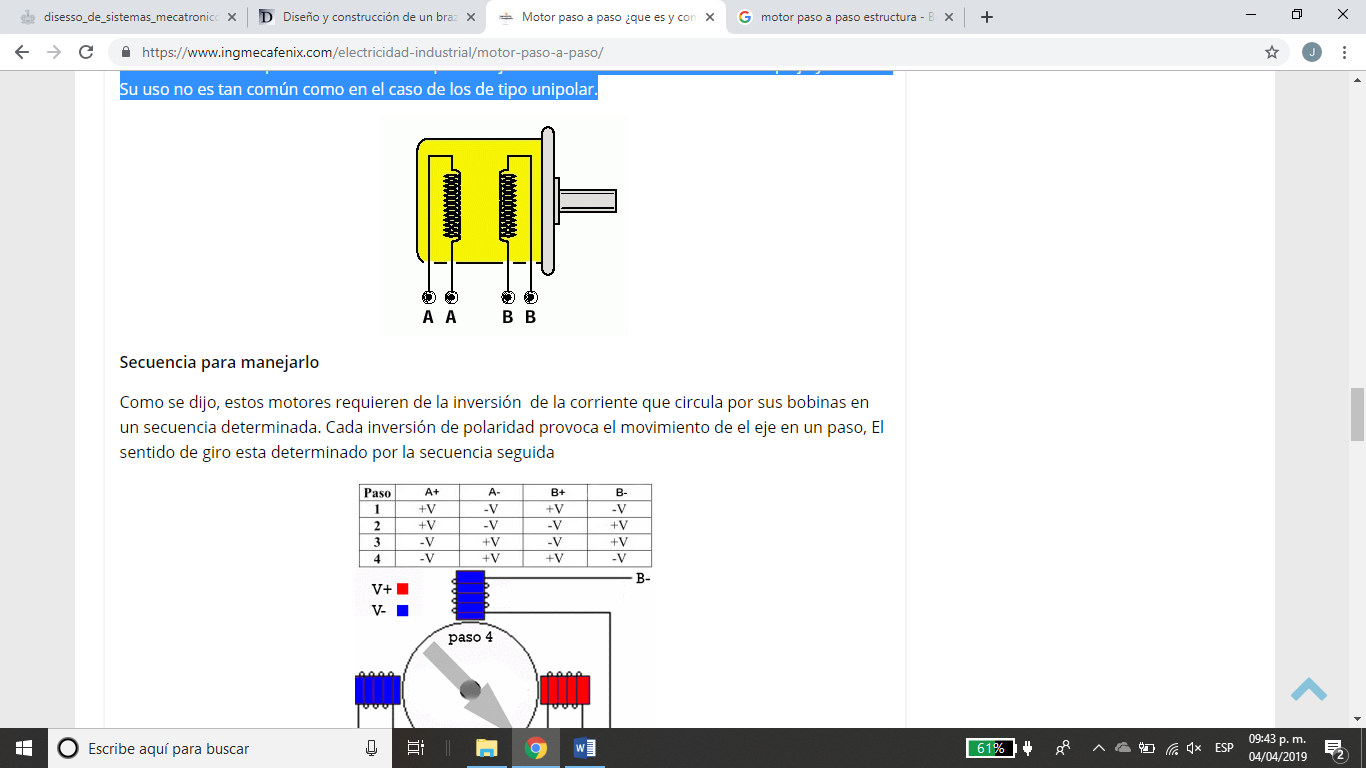 disesso_de_sistemas_mecatronico
Diseño y construcción de un braz
Motor paso a paso ¿que es y con
motor paso a paso estructura - B
https://www.ingmecafenix.com/electricidad-industrial/motor-paso-a-paso/
J
Su uso no es tan común como en el caso de los de tipo unipolar.
A A B B
Secuencia para manejarlo
Como se dijo, estos motores requieren de la inversión de la corriente que circula por sus bobinas en
un secuencia determinada. Cada inversión de polaridad provoca el movimiento de el eje en un paso, El
sentido de giro esta determinado por la secuencia seguida
Paso A+ A- B+ B-
1 +V -V +V -V
2 +V -V -V +V
3 -V +V -V +V
4 -V +V +V -V
B-
V+
V-
paso 4
Escribe aquí para buscar
61%
ESP
09:43 p. m.
04/04/2019
2